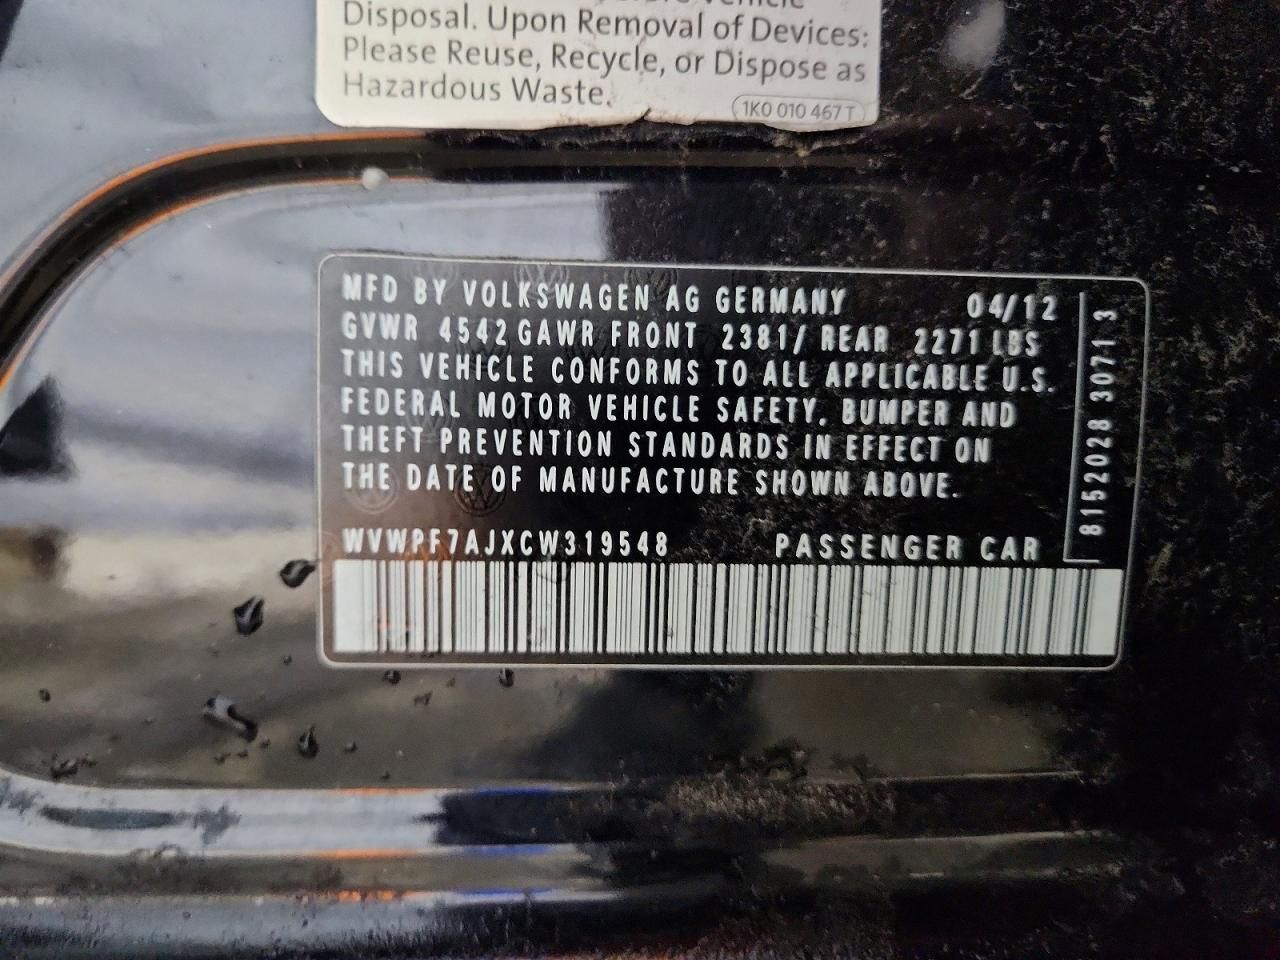 Disposal. Upon Removal of Devices:
Please Reuse, Recycle, or Dispose as
Hazardous Waste.
1K0 010 467 T
MFD BY VOLKSWAGEN AG GERMANY 04/12
GVWR 4542 GAWR FRONT 2381/ REAR 2271 LBS
THIS VEHICLE CONFORMS TO ALL APPLICABLE U.S.
FEDERAL MOTOR VEHICLE SAFETY, BUMPER AND
THEFT PREVENTION STANDARDS IN EFFECT ON
THE DATE OF MANUFACTURE SHOWN ABOVE.
WVWPF7AJXCW319548 PASSENGER CAR
8152028 3071 3